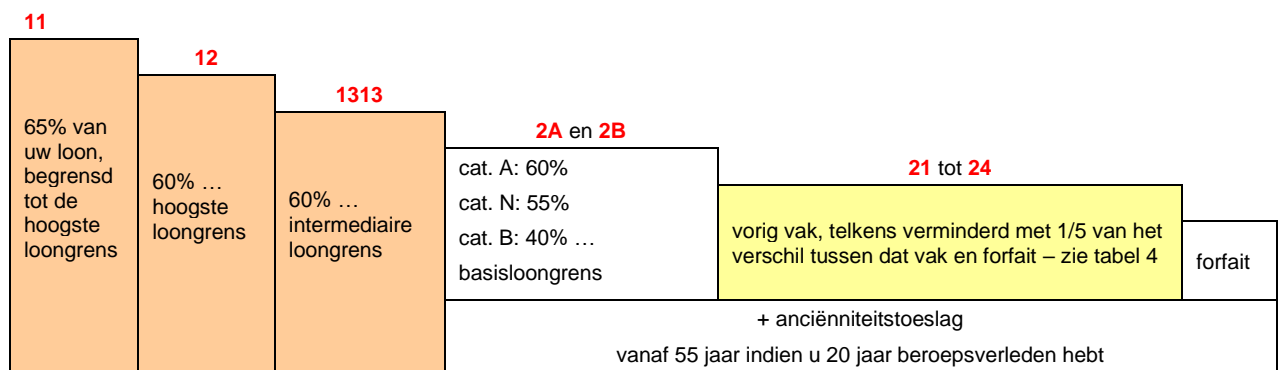 11
12
1313
2A en 2B
21 tot 24
65% van
uw loon,
begrensd
tot de
hoogste
loongrens
60% …
hoogste
loongrens
60% …
intermediaire
loongrens
cat. A: 60%
cat. N: 55%
cat. B: 40% …
basisloongrens
vorig vak, telkens verminderd met 1/5 van het
verschil tussen dat vak en forfait – zie tabel 4
forfait
+ anciënniteitstoeslag
vanaf 55 jaar indien u 20 jaar beroepsverleden hebt